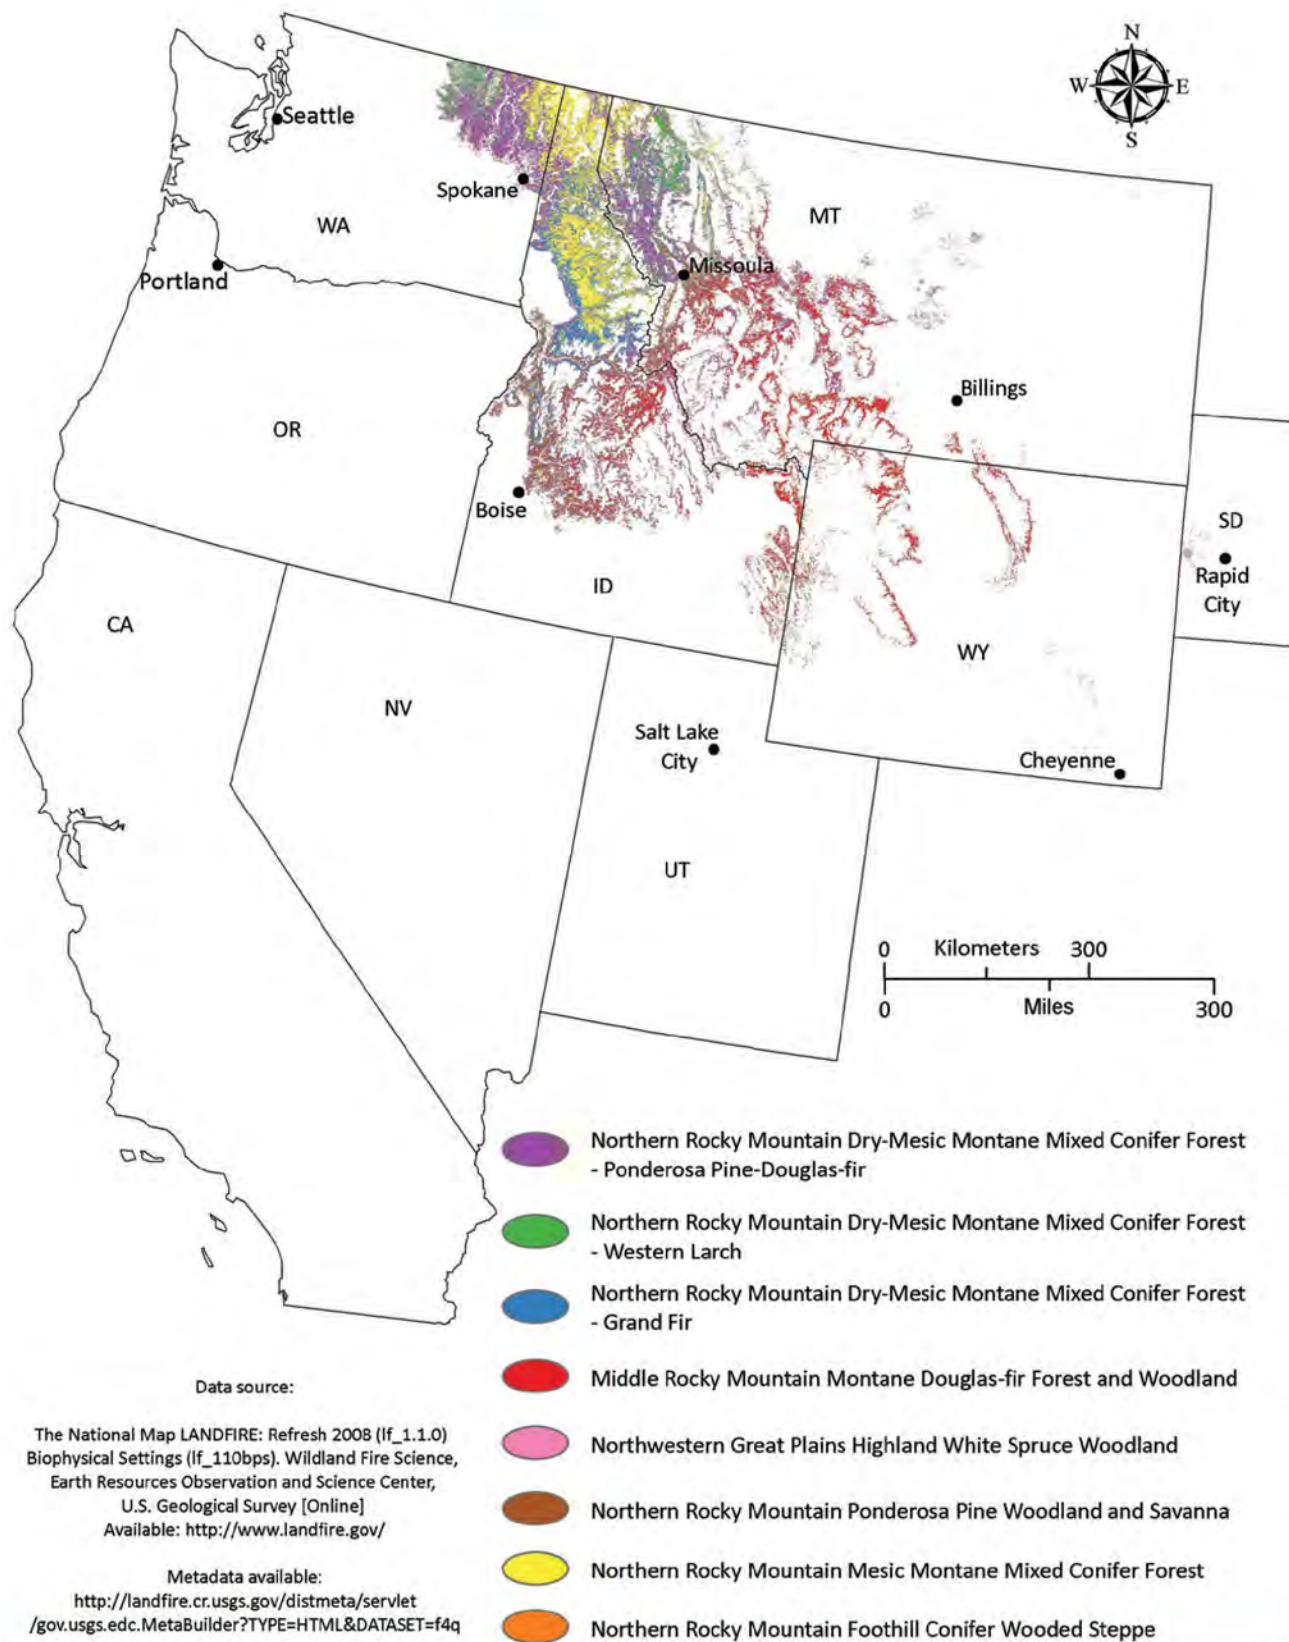 N
W
E
S
Seattle
Spokane
WA
MT
Missoula
Portland
Billings
OR
Boise
SD
Rapid
City
ID
CA
WY
NV
Salt Lake
City
Cheyenne
UT
0 Kilometers 300
0 Miles 300
Northern Rocky Mountain Dry-Mesic Montane Mixed Conifer Forest
- Ponderosa Pine-Douglas-fir
Northern Rocky Mountain Dry-Mesic Montane Mixed Conifer Forest
- Western Larch
Northern Rocky Mountain Dry-Mesic Montane Mixed Conifer Forest
- Grand Fir
Middle Rocky Mountain Montane Douglas-fir Forest and Woodland
Northwestern Great Plains Highland White Spruce Woodland
Northern Rocky Mountain Ponderosa Pine Woodland and Savanna
Northern Rocky Mountain Mesic Montane Mixed Conifer Forest
Northern Rocky Mountain Foothill Conifer Wooded Steppe
Data source:
The National Map LANDFIRE: Refresh 2008 (lf_1.1.0)
Biophysical Settings (lf_110bps). Wildland Fire Science,
Earth Resources Observation and Science Center,
U.S. Geological Survey [Online]
Available: http://www.landfire.gov/
Metadata available:
http://landfire.cr.usgs.gov/distmeta/servlet
/gov.usgs.edc.MetaBuilder?TYPE=HTML&DATASET=f4q